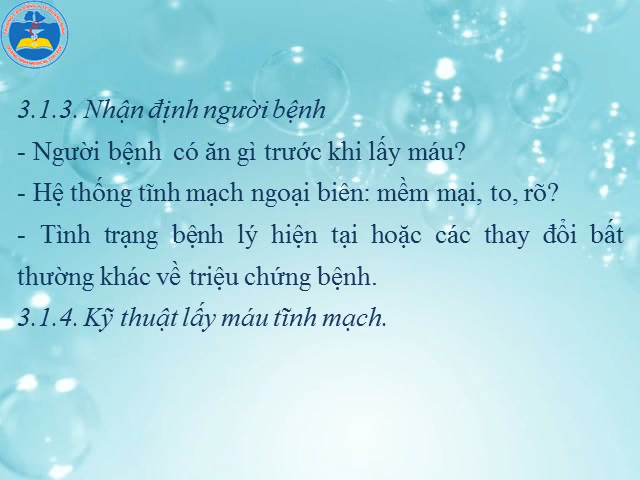 3.1.3. Nhận định người bệnh
- Người bệnh có ăn gì trước khi lấy máu?
- Hệ thống tĩnh mạch ngoại biên: mềm mại, to, rõ?
- Tình trạng bệnh lý hiện tại hoặc các thay đổi bất
thường khác về triệu chứng bệnh.
3.1.4. Kỹ thuật lấy máu tĩnh mạch.